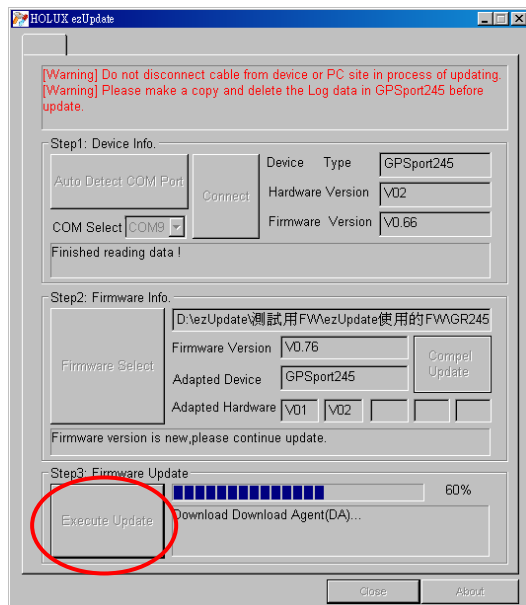 HOLUX ezUpdate
[Warning] Do not disconnect cable from device or PC site in process of updating.
[Warning] Please make a copy and delete the Log data in GPSport245 before
update.
Step1: Device Info.
Auto Detect COM Port
Connect
Device Type GPSport245
Hardware Version V02
Firmware Version V0.66
COM Select COM9
Finished reading data !
Step2: Firmware Info.
Firmware Select
D:\ezUpdate\測試用FW\ezUpdate使用的FW\GR245
Firmware Version V0.76
Compel
Update
Adapted Device GPSport245
Adapted Hardware V01 V02
Firmware version is new,please continue update.
Step3: Firmware Update
Execute Update
60%
Download Download Agent(DA)...
Close About